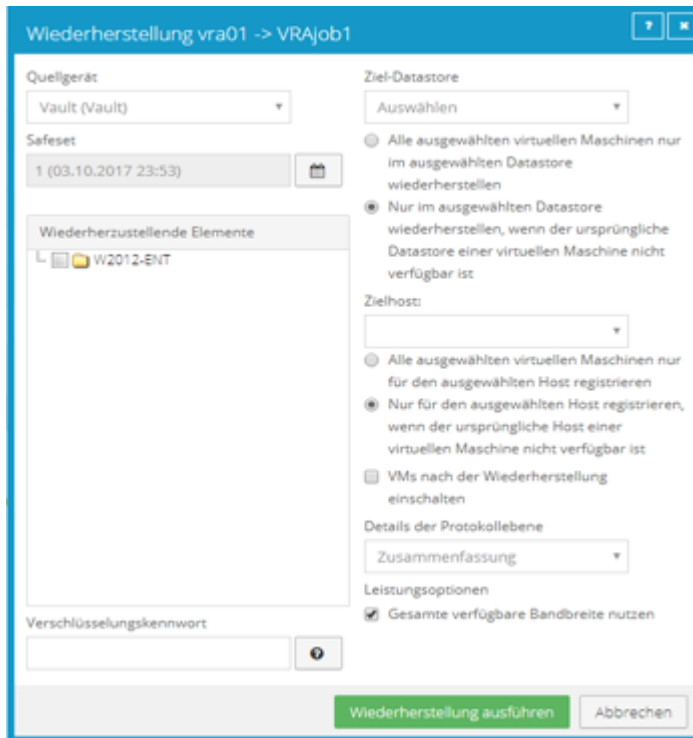 Wiederherstellung vra01 -> VRAjob1
?
×
Quellgerät
Vault (Vault)
Safeset
1 (03.10.2017 23:53)
Wiederherzustellende Elemente
W2012-ENT
Verschlüsselungskennwort
?
Ziel-Datastore
Auswählen
Alle ausgewählten virtuellen Maschinen nur
im ausgewählten Datastore
wiederherstellen
Nur im ausgewählten Datastore
wiederherstellen, wenn der ursprüngliche
Datastore einer virtuellen Maschine nicht
verfügbar ist
Zielhost:
Alle ausgewählten virtuellen Maschinen nur
für den ausgewählten Host registrieren
Nur für den ausgewählten Host registrieren,
wenn der ursprüngliche Host einer
virtuellen Maschine nicht verfügbar ist
VMs nach der Wiederherstellung
einschalten
Details der Protokollebene
Zusammenfassung
Leistungsoptionen
Gesamte verfügbare Bandbreite nutzen
Wiederherstellung ausführen
Abbrechen